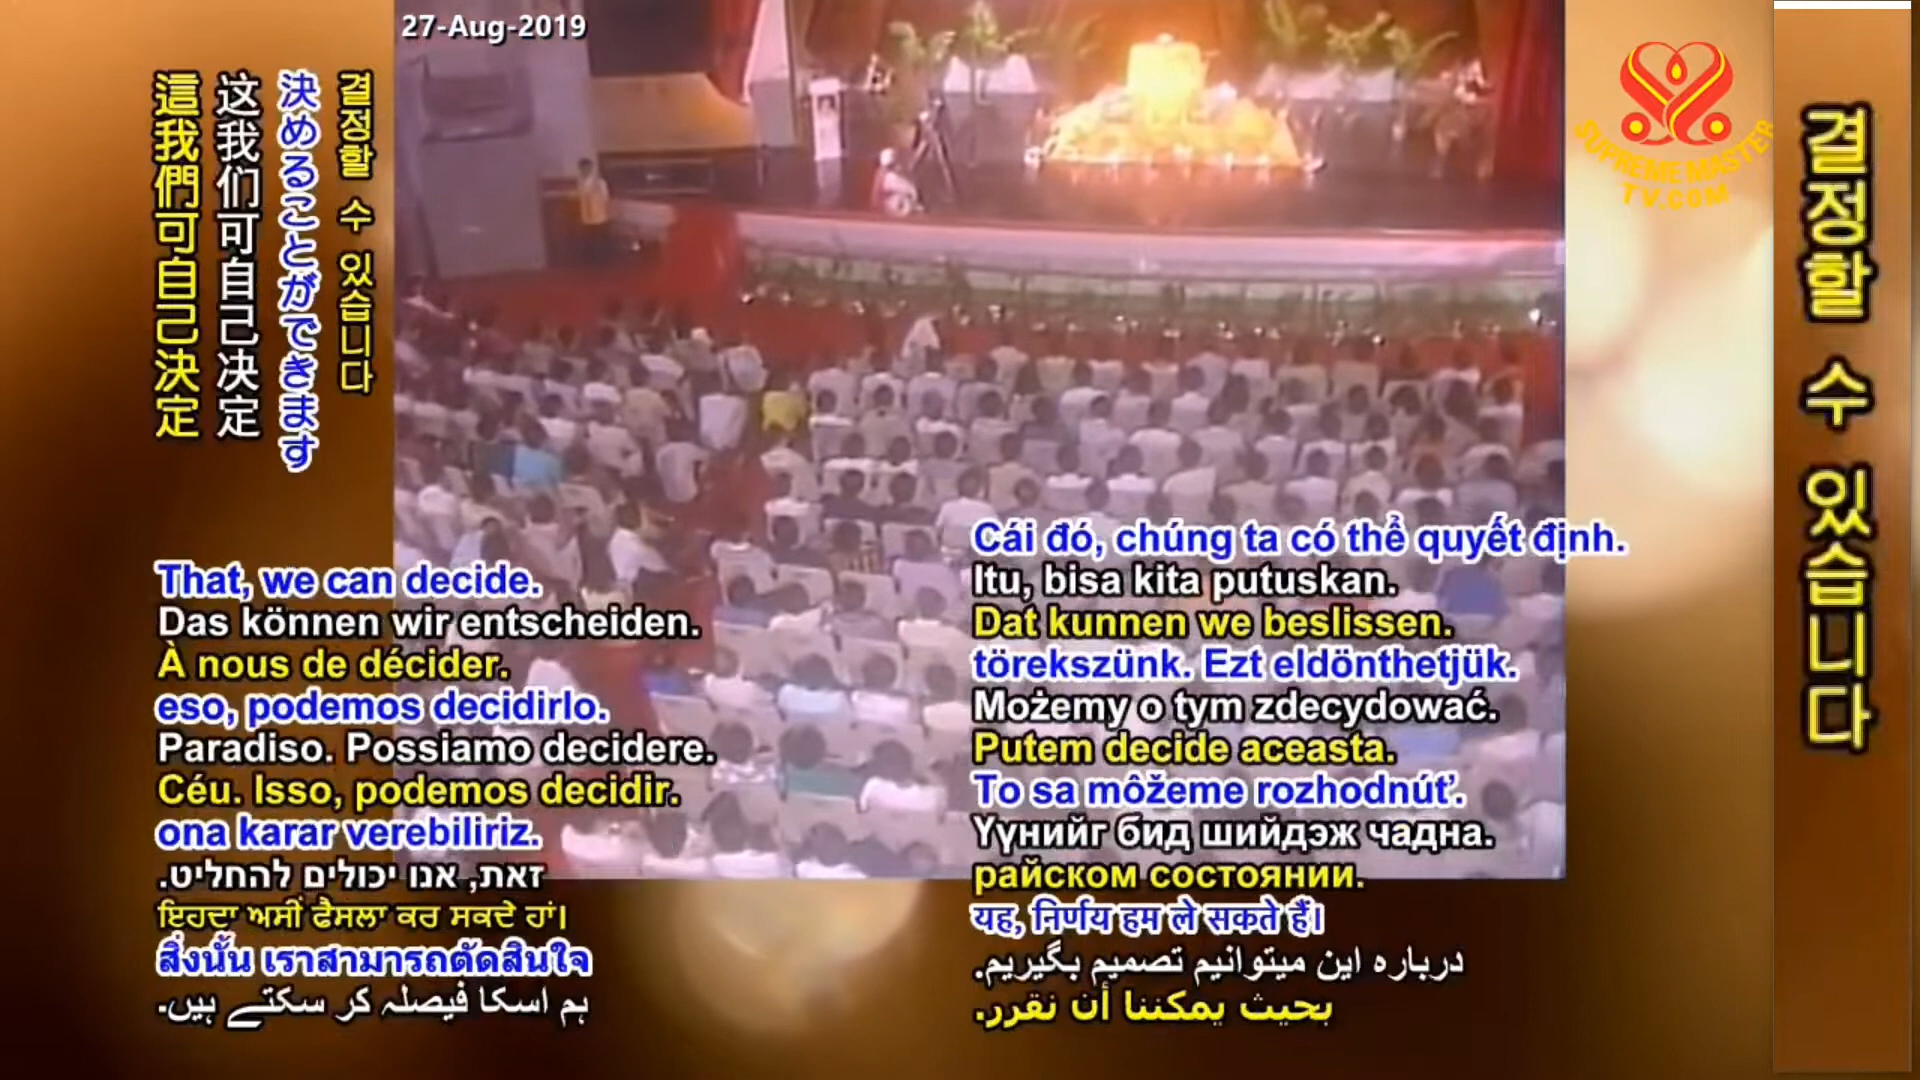 27-Aug-2019
SUPREME MASTER
TV.COM
결정할 수 있습니다
決めることができます
这我们可自己决定
這我們可自己決定
결정할 수 있습니다
That, we can decide.
Das können wir entscheiden.
À nous de décider.
eso, podemos decidirlo.
Paradiso. Possiamo decidere.
Céu. Isso, podemos decidir.
ona karar verebiliriz.
זאת, אנו יכולים להחליט.
ਇਹਦਾ ਅਸੀਂ ਫੈਸਲਾ ਕਰ ਸਕਦੇ ਹਾਂ।
สิ่งนั้น เราสามารถตัดสินใจ
ہم اسکا فیصلہ کر سکتے ہیں.
Cái đó, chúng ta có thể quyết định.
Itu, bisa kita putuskan.
Dat kunnen we beslissen.
törekszünk. Ezt eldönthetjük.
Możemy o tym zdecydować.
Putem decide aceasta.
To sa môžeme rozhodnúť.
Үүнийг бид шийдэж чадна.
райском состоянии.
यह, निर्णय हम ले सकते हैं।
درباره این میتوانیم تصمیم بگیریم.
بحيث يمكننا أن نقرر.